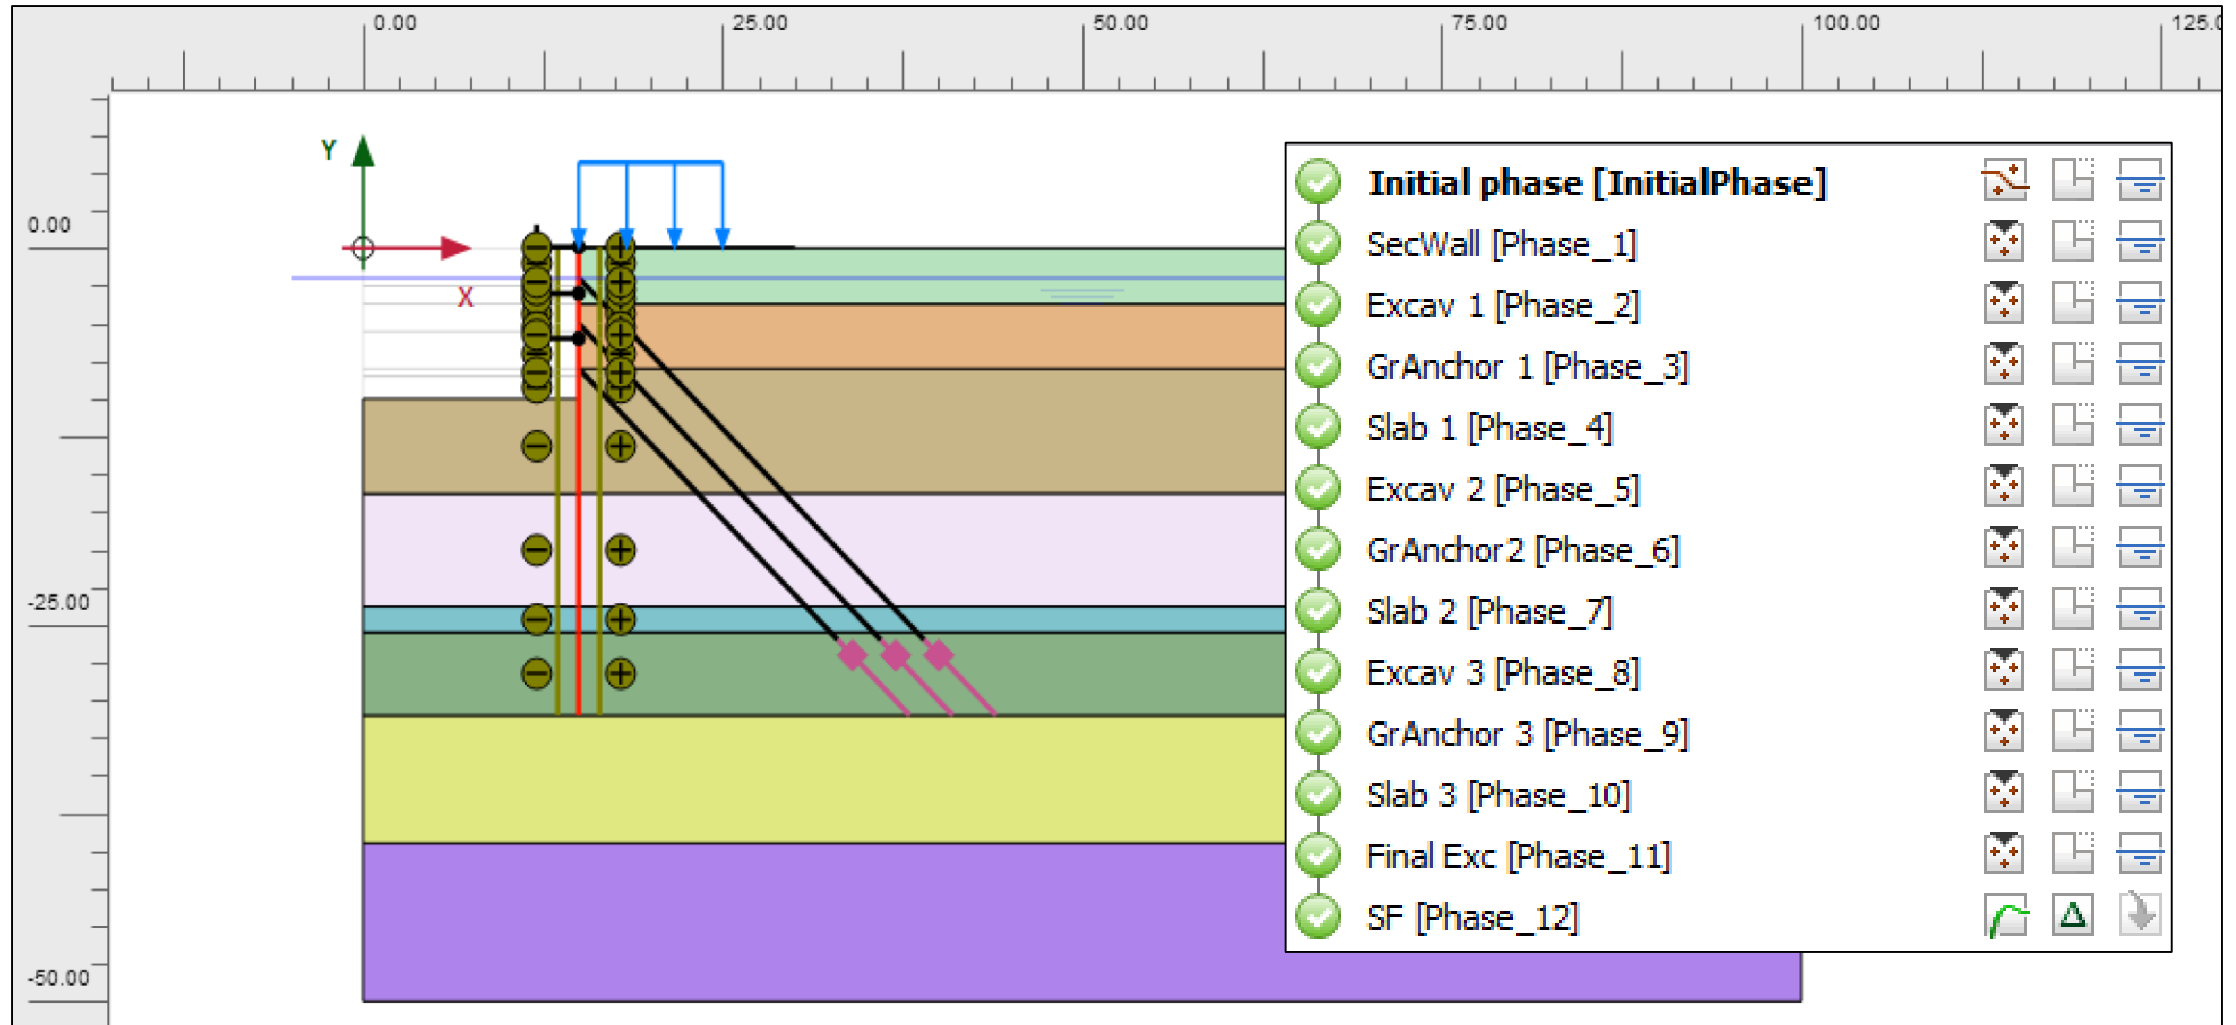 0.00 25.00 50.00 75.00 100.00
Y
0.00
X
-25.00
-50.00
Initial phase [InitialPhase]
SecWall [Phase_1]
Excav 1 [Phase_2]
GrAnchor 1 [Phase_3]
Slab 1 [Phase_4]
Excav 2 [Phase_5]
GrAnchor2 [Phase_6]
Slab 2 [Phase_7]
Excav 3 [Phase_8]
GrAnchor 3 [Phase_9]
Slab 3 [Phase_10]
Final Exc [Phase_11]
SF [Phase_12]